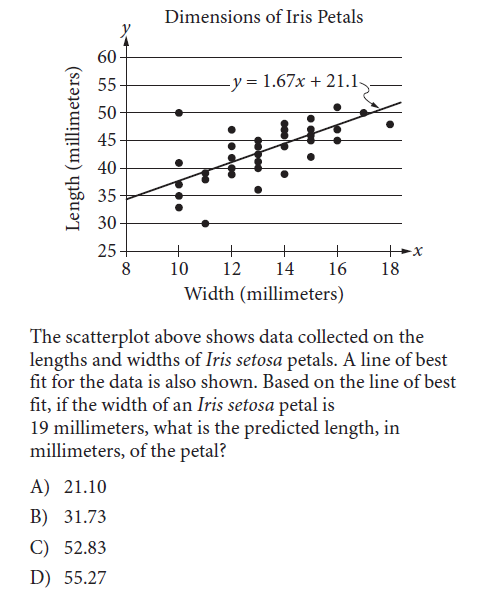 Dimensions of Iris Petals
y
60
55
50
45
40
35
30
25
Length (millimeters)
y = 1.67x + 21.1
x
8 10 12 14 16 18
Width (millimeters)
The scatterplot above shows data collected on the
lengths and widths of Iris setosa petals. A line of best
fit for the data is also shown. Based on the line of best
fit, if the width of an Iris setosa petal is
19 millimeters, what is the predicted length, in
millimeters, of the petal?
A) 21.10
B) 31.73
C) 52.83
D) 55.27